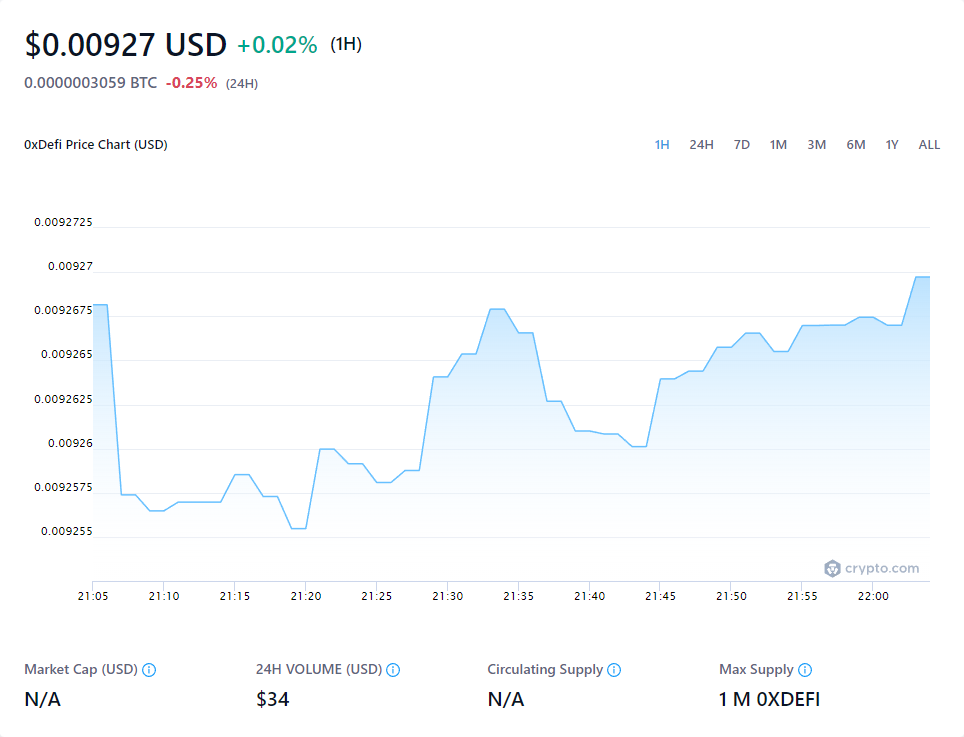 $0.00927 USD +0.02% (1H)
0.0000003059 BTC -0.25% (24H)
0xDefi Price Chart (USD)
1H 24H 7D 1M 3M 6M 1Y ALL
0.0092725
0.00927
0.0092675
0.009265
0.0092625
0.00926
0.0092575
0.009255
crypto.com
21:05 21:10 21:15 21:20 21:25 21:30 21:35 21:40 21:45 21:50 21:55 22:00
Market Cap (USD) 24H VOLUME (USD) Circulating Supply Max Supply
N/A $34 N/A 1 M 0XDEFI